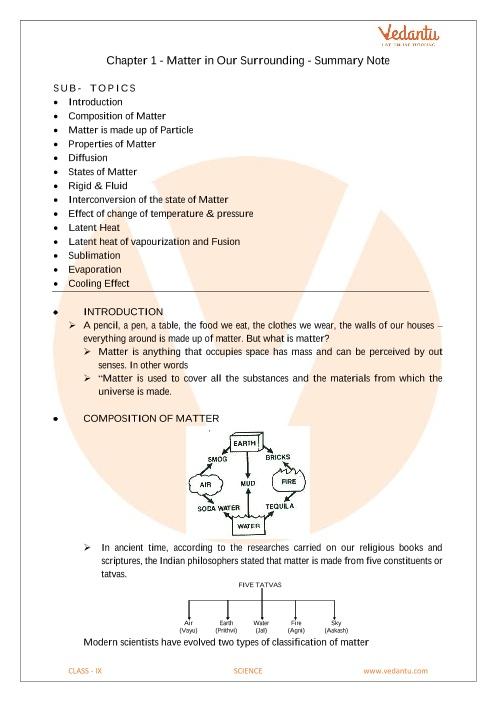 Vedantu
LIVE ONLINE TUTORING
Chapter 1 - Matter in Our Surrounding - Summary Note
SUB- TOPICS
• Introduction
• Composition of Matter
• Matter is made up of Particle
• Properties of Matter
• Diffusion
• States of Matter
• Rigid & Fluid
• Interconversion of the state of Matter
• Effect of change of temperature & pressure
• Latent Heat
• Latent heat of vapourization and Fusion
• Sublimation
• Evaporation
• Cooling Effect
◆ INTRODUCTION
➢ A pencil, a pen, a table, the food we eat, the clothes we wear, the walls of our houses –
everything around is made up of matter. But what is matter?
➢ Matter is anything that occupies space has mass and can be perceived by out
senses. In other words
➢ "Matter is used to cover all the substances and the materials from which the
universe is made.
• COMPOSITION OF MATTER
EARTH
SMOG BRICKS
AIR MUD FIRE
SODA WATER TEQUILA
WATER
➢ In ancient time, according to the researches carried on our religious books and
scriptures, the Indian philosophers stated that matter is made from five constituents or
tatvas.
FIVE TATVAS
Air Earth Water Fire Sky
(Vayu) (Prithvi) (Jal) (Agni) (Aakash)
Modern scientists have evolved two types of classification of matter
CLASS - IX SCIENCE www.vedantu.com